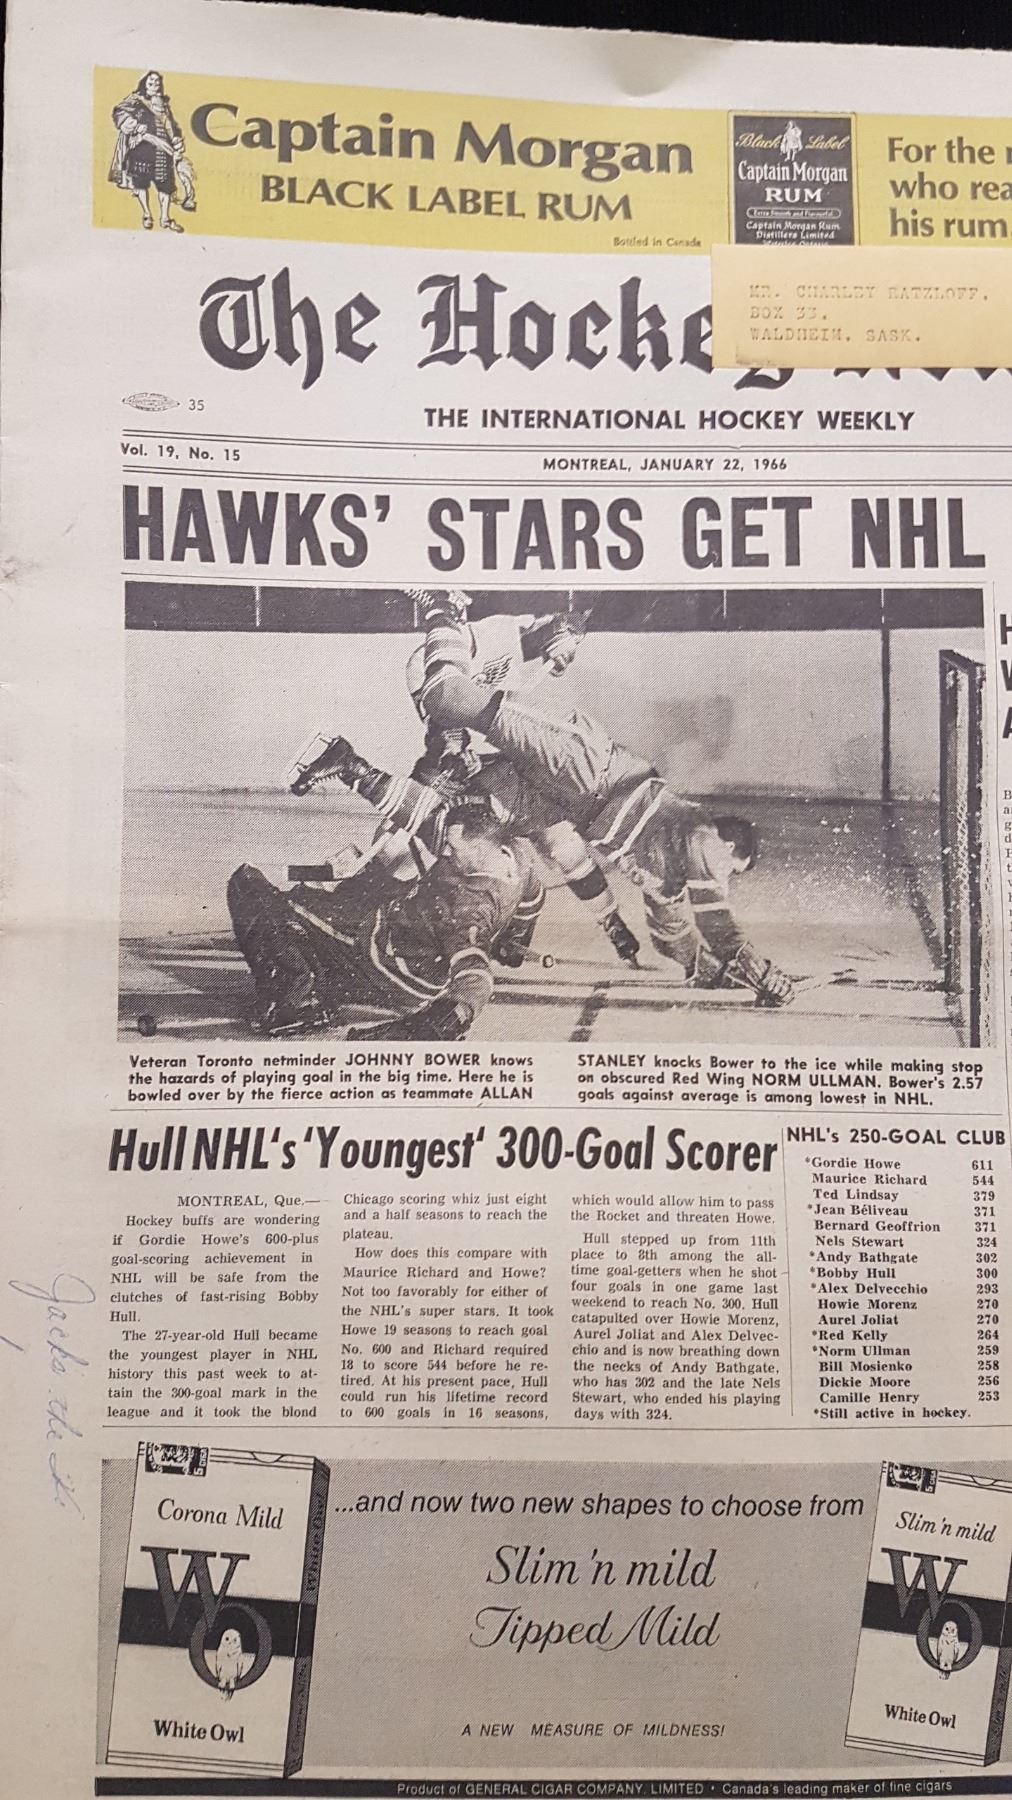 Captain Morgan
BLACK LABEL RUM
Bottled in Canada
Black Label
Captain Morgan
RUM
Extra Smooth and Flavourful
Captain Morgan Rum
Distillers Limited
For the
who rea
his rum
MR. CHARLEY RATZLOFF,
BOX 33,
WALDHEIM, SASK.
The Hocke
35
THE INTERNATIONAL HOCKEY WEEKLY
Vol. 19, No. 15
MONTREAL, JANUARY 22, 1966
HAWKS' STARS GET NHL
Veteran Toronto netminder JOHNNY BOWER knows
the hazards of playing goal in the big time. Here he is
bowled over by the fierce action as teammate ALLAN
STANLEY knocks Bower to the ice while making stop
on obscured Red Wing NORM ULLMAN. Bower's 2.57
goals against average is among lowest in NHL.
Hull NHL's 'Youngest' 300-Goal Scorer
MONTREAL, Que.—
Hockey buffs are wondering
if Gordie Howe's 600-plus
goal-scoring achievement in
NHL will be safe from the
clutches of fast-rising Bobby
Hull.
The 27-year-old Hull became
the youngest player in NHL
history this past week to at-
tain the 300-goal mark in the
league and it took the blond
Chicago scoring whiz just eight
and a half seasons to reach the
plateau.
How does this compare with
Maurice Richard and Howe?
Not too favorably for either of
the NHL's super stars. It took
Howe 19 seasons to reach goal
No. 600 and Richard required
18 to score 544 before he re-
tired. At his present pace, Hull
could run his lifetime record
to 600 goals in 16 seasons,
which would allow him to pass
the Rocket and threaten Howe.
Hull stepped up from 11th
place to 8th among the all-
time goal-getters when he shot
four goals in one game last
weekend to reach No. 300. Hull
catapulted over Howie Morenz,
Aurel Joliat and Alex Delvec-
chio and is now breathing down
the necks of Andy Bathgate,
who has 302 and the late Nels
Stewart, who ended his playing
days with 324.
NHL's 250-GOAL CLUB
*Gordie Howe 611
Maurice Richard 544
Ted Lindsay 379
*Jean Béliveau 371
Bernard Geoffrion 371
Nels Stewart 324
*Andy Bathgate 302
*Bobby Hull 300
*Alex Delvecchio 293
Howie Morenz 270
Aurel Joliat 270
*Red Kelly 264
*Norm Ullman 259
Bill Mosienko 258
Dickie Moore 256
Camille Henry 253
*Still active in hockey.
Corona Mild
WO
White Owl
White Owl
...and now two new shapes to choose from
Slim 'n mild
Tipped Mild
A NEW MEASURE OF MILDNESS!
Slim 'n mild
WO
White Owl
Product of GENERAL CIGAR COMPANY, LIMITED • Canada's leading maker of fine cigars